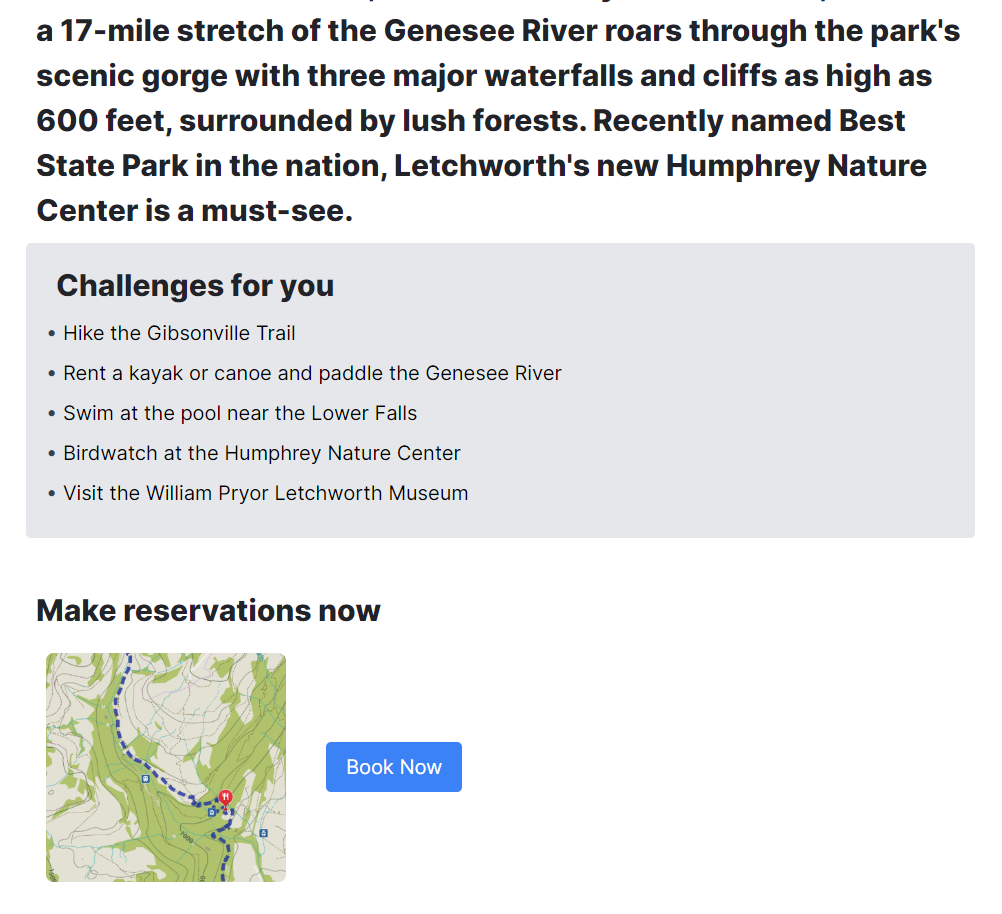 a 17-mile stretch of the Genesee River roars through the park's
scenic gorge with three major waterfalls and cliffs as high as
600 feet, surrounded by lush forests. Recently named Best
State Park in the nation, Letchworth's new Humphrey Nature
Center is a must-see.
Challenges for you
• Hike the Gibsonville Trail
• Rent a kayak or canoe and paddle the Genesee River
• Swim at the pool near the Lower Falls
• Birdwatch at the Humphrey Nature Center
• Visit the William Pryor Letchworth Museum
Make reservations now
Book Now